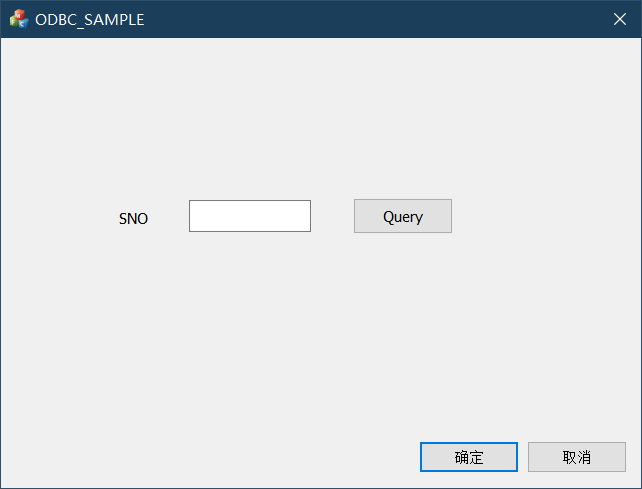 ODBC_SAMPLE
SNO
Query
确定
取消